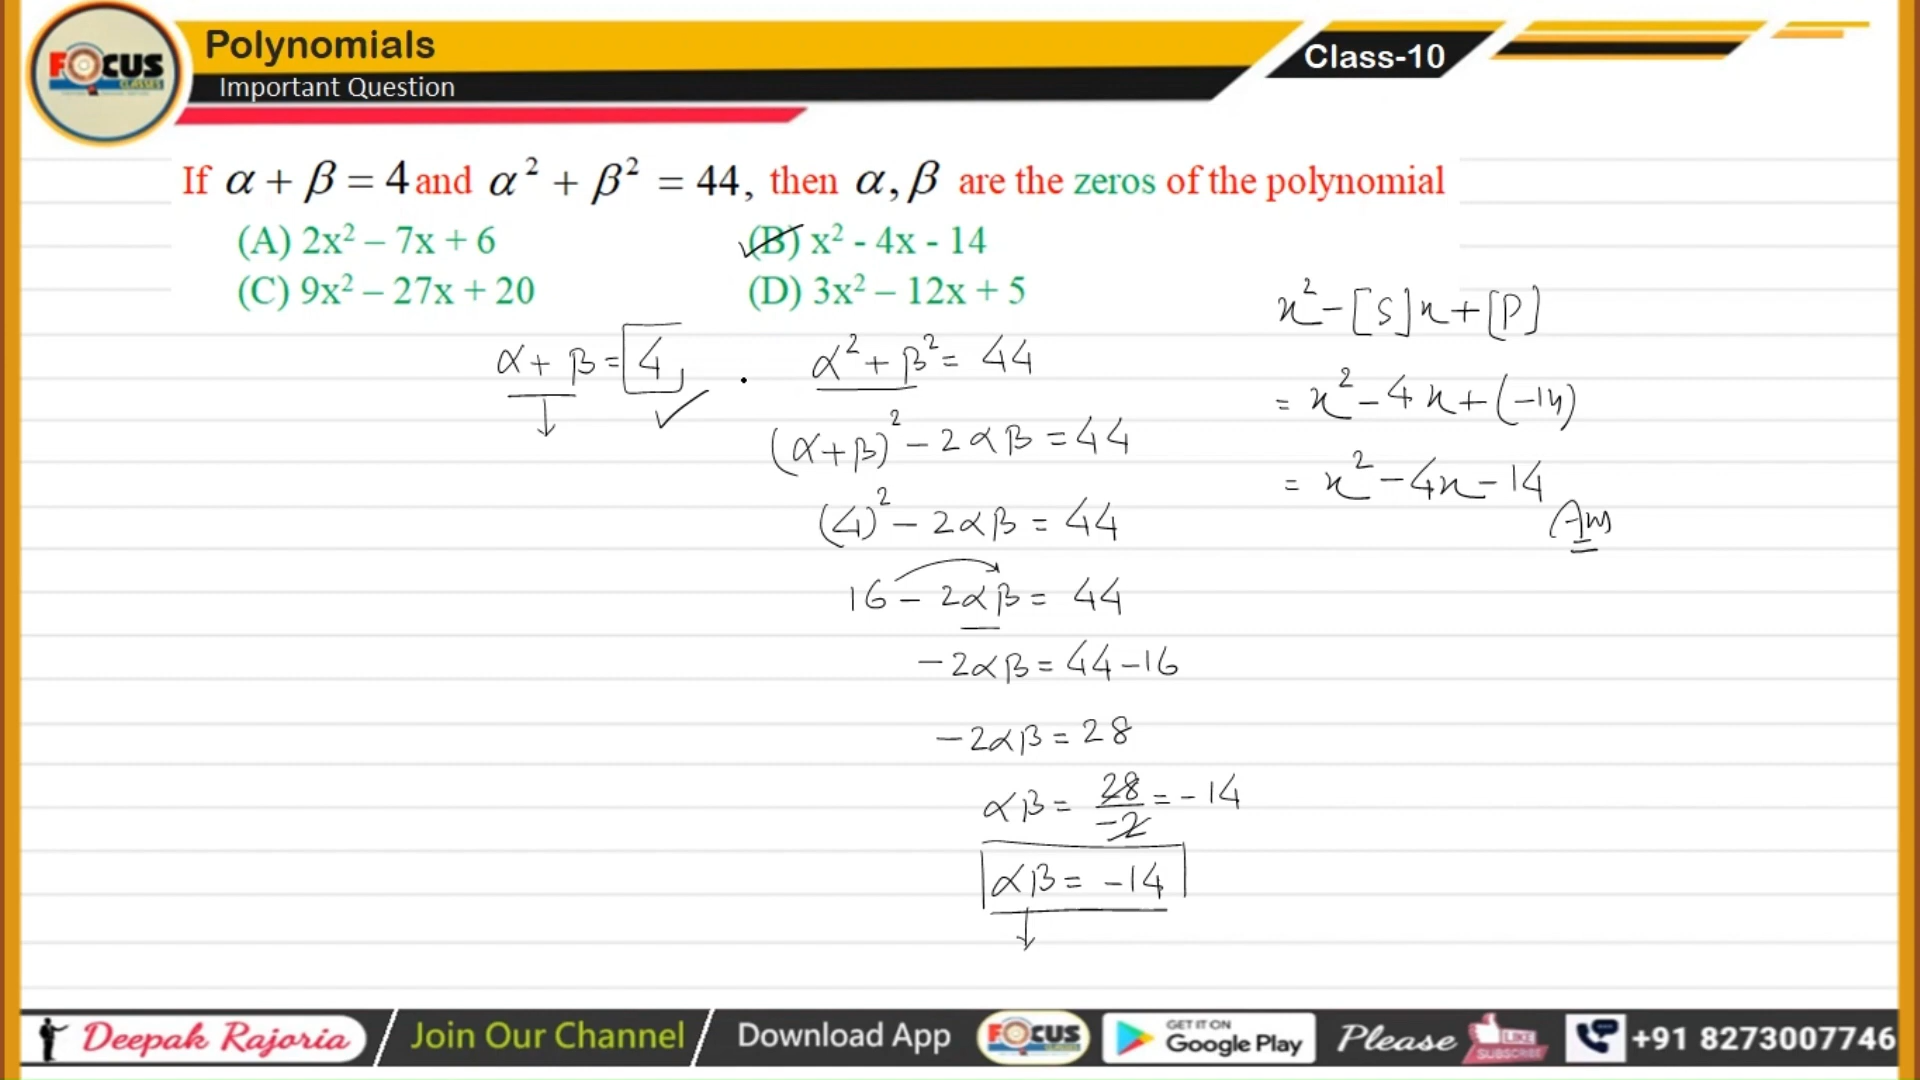 FOCUS
CLASSES
Polynomials
Important Question
Class-10
If α + β = 4 and α² + β² = 44, then α, β are the zeros of the polynomial
(A) 2x² – 7x + 6
(B) x² - 4x - 14
(C) 9x² – 27x + 20
(D) 3x² – 12x + 5
α + β = 4
α² + β² = 44
(α+β)² – 2αβ = 44
(4)² – 2αβ = 44
16 – 2αβ = 44
–2αβ = 44 – 16
–2αβ = 28
αβ = 28/–2 = –14
αβ = –14
x² – [S]x + [P]
= x² – 4x + (–14)
= x² – 4x – 14
Ans
Deepak Rajoria
Join Our Channel
Download App
FOCUS
CLASSES
GET IT ON
Google Play
Please
LIKE
SUBSCRIBE
+91 8273007746